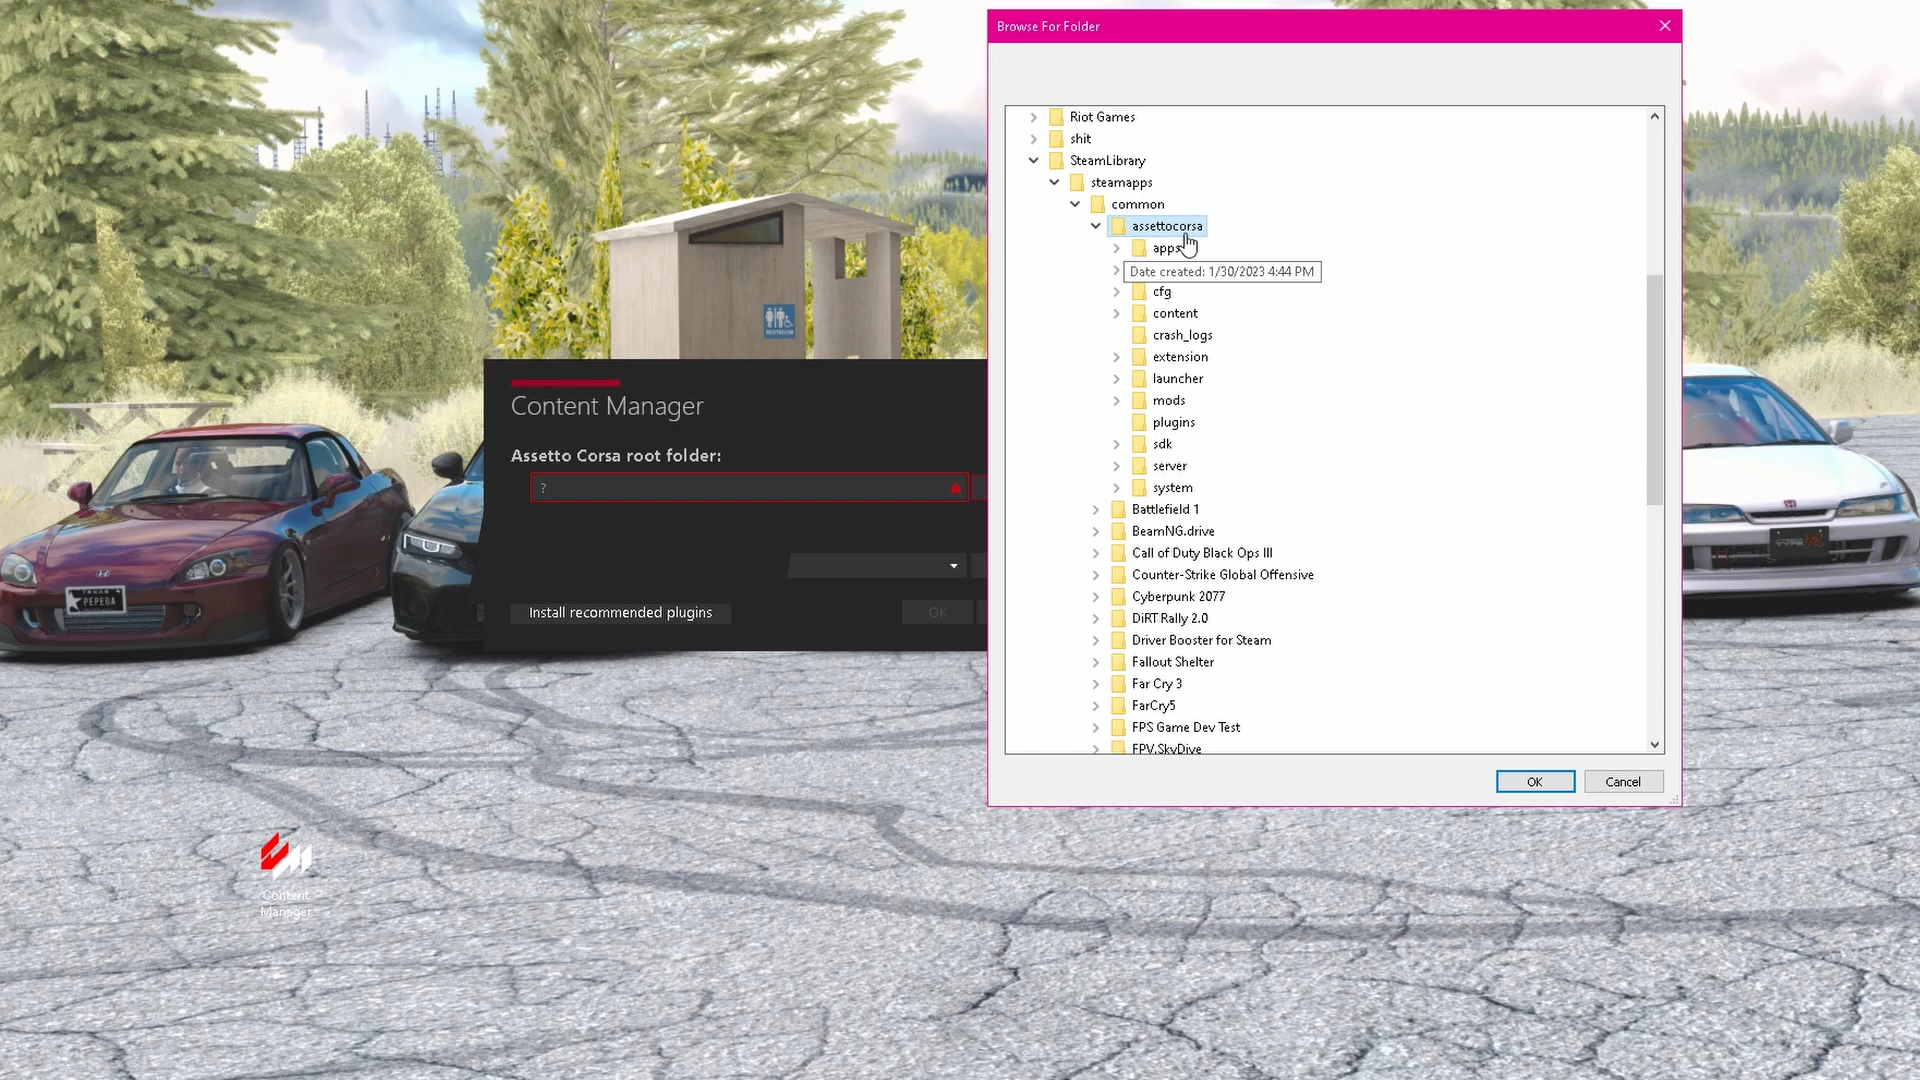 Browse For Folder
Riot Games
shit
SteamLibrary
steamapps
common
assettocorsa
apps
Date created: 1/30/2023 4:44 PM
cfg
content
crash_logs
extension
launcher
mods
plugins
sdk
server
system
Battlefield 1
BeamNG.drive
Call of Duty Black Ops III
Counter-Strike Global Offensive
Cyberpunk 2077
DiRT Rally 2.0
Driver Booster for Steam
Fallout Shelter
Far Cry 3
FarCry5
FPS Game Dev Test
FPV.SkyDive
OK
Cancel
Content Manager
Assetto Corsa root folder:
?
Install recommended plugins
OK
RESTROOM
PEPEGA
Content
Manager